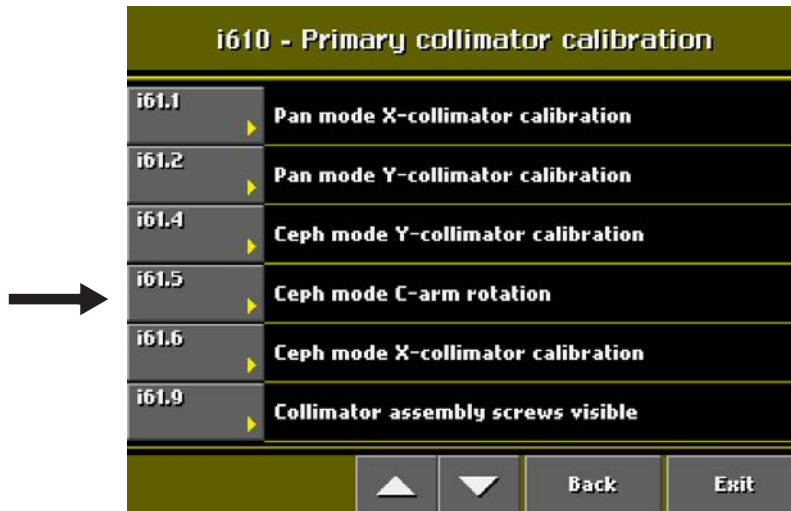 i610 - Primary collimator calibration
i61.1 Pan mode X-collimator calibration
i61.2 Pan mode Y-collimator calibration
i61.4 Ceph mode Y-collimator calibration
i61.5 Ceph mode C-arm rotation
i61.6 Ceph mode X-collimator calibration
i61.9 Collimator assembly screws visible
Back Exit